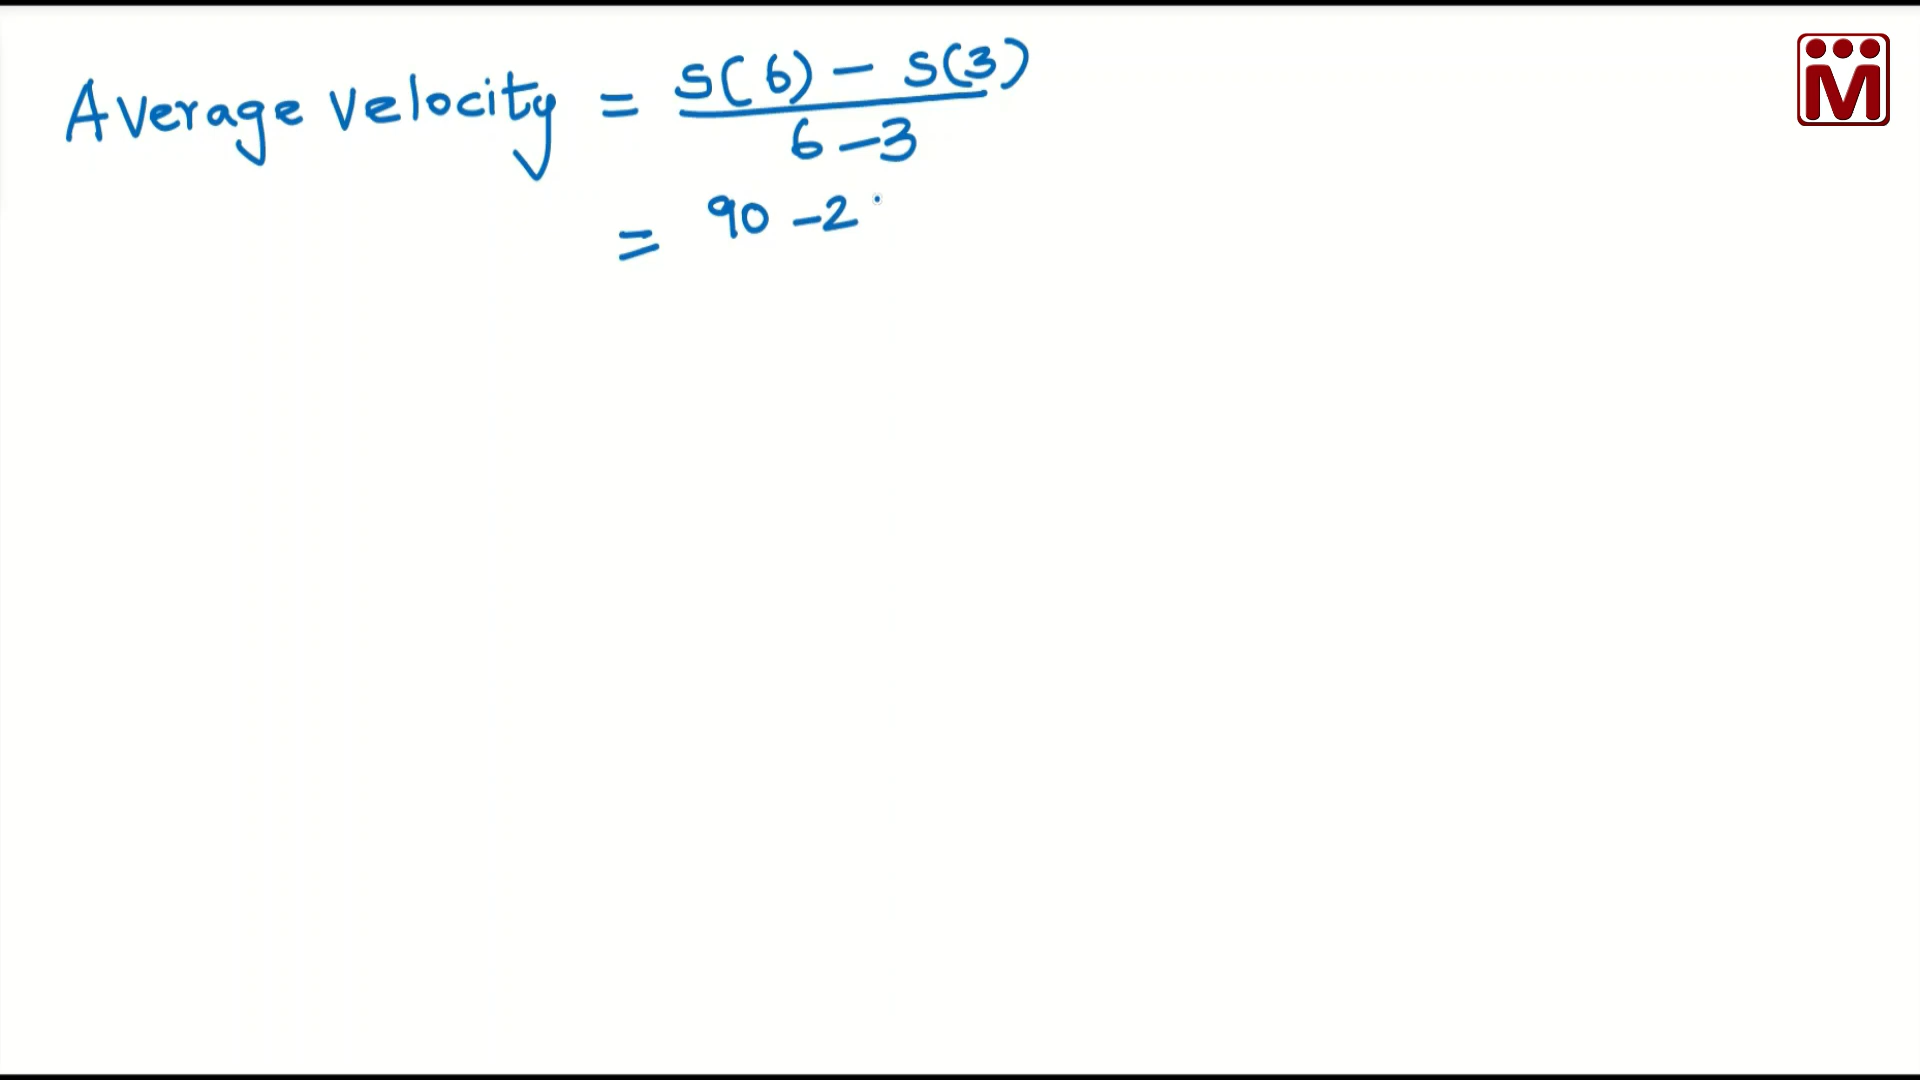 Average velocity = S(6) - S(3)
6-3
= 90 -2
M